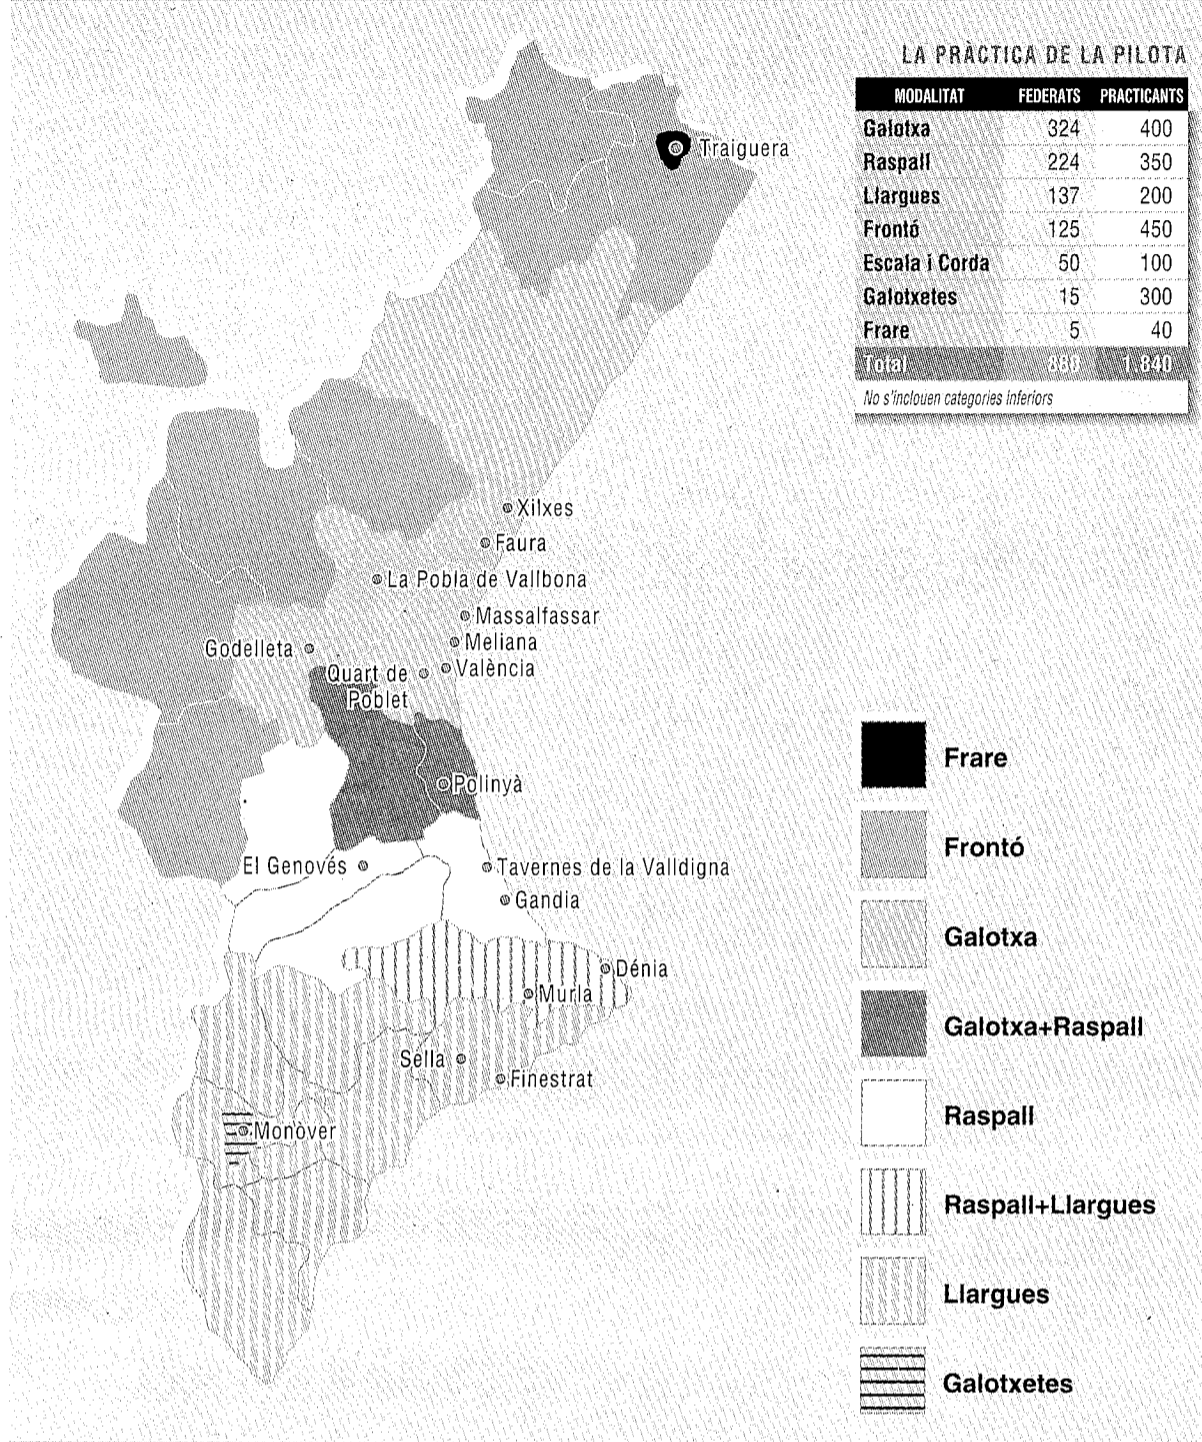 LA PRÀCTICA DE LA PILOTA
MODALITAT FEDERATS PRACTICANTS
Galotxa 324 400
Raspall 224 350
Llargues 137 200
Frontó 125 450
Escala i Corda 50 100
Galotxetes 15 300
Frare 5 40
Total 880 1.840
No s'inclouen categories inferiors
Traiguera
Xilxes
Faura
La Pobla de Vallbona
Massalfassar
Meliana
Godelleta
València
Quart de
Poblet
Polinyà
El Genovés
Tavernes de la Valldigna
Gandia
Dénia
Murla
Sella
Finestrat
Monòver
Frare
Frontó
Galotxa
Galotxa+Raspall
Raspall
Raspall+Llargues
Llargues
Galotxetes